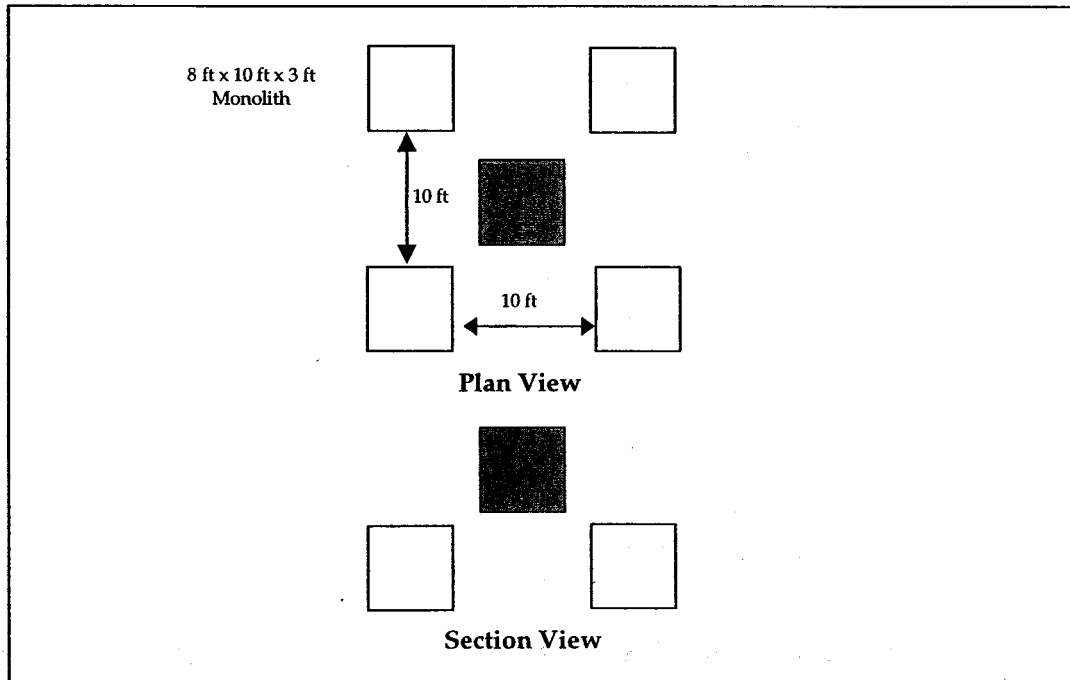 8 ft x 10 ft x 3 ft
Monolith
10 ft
10 ft
Plan View
Section View